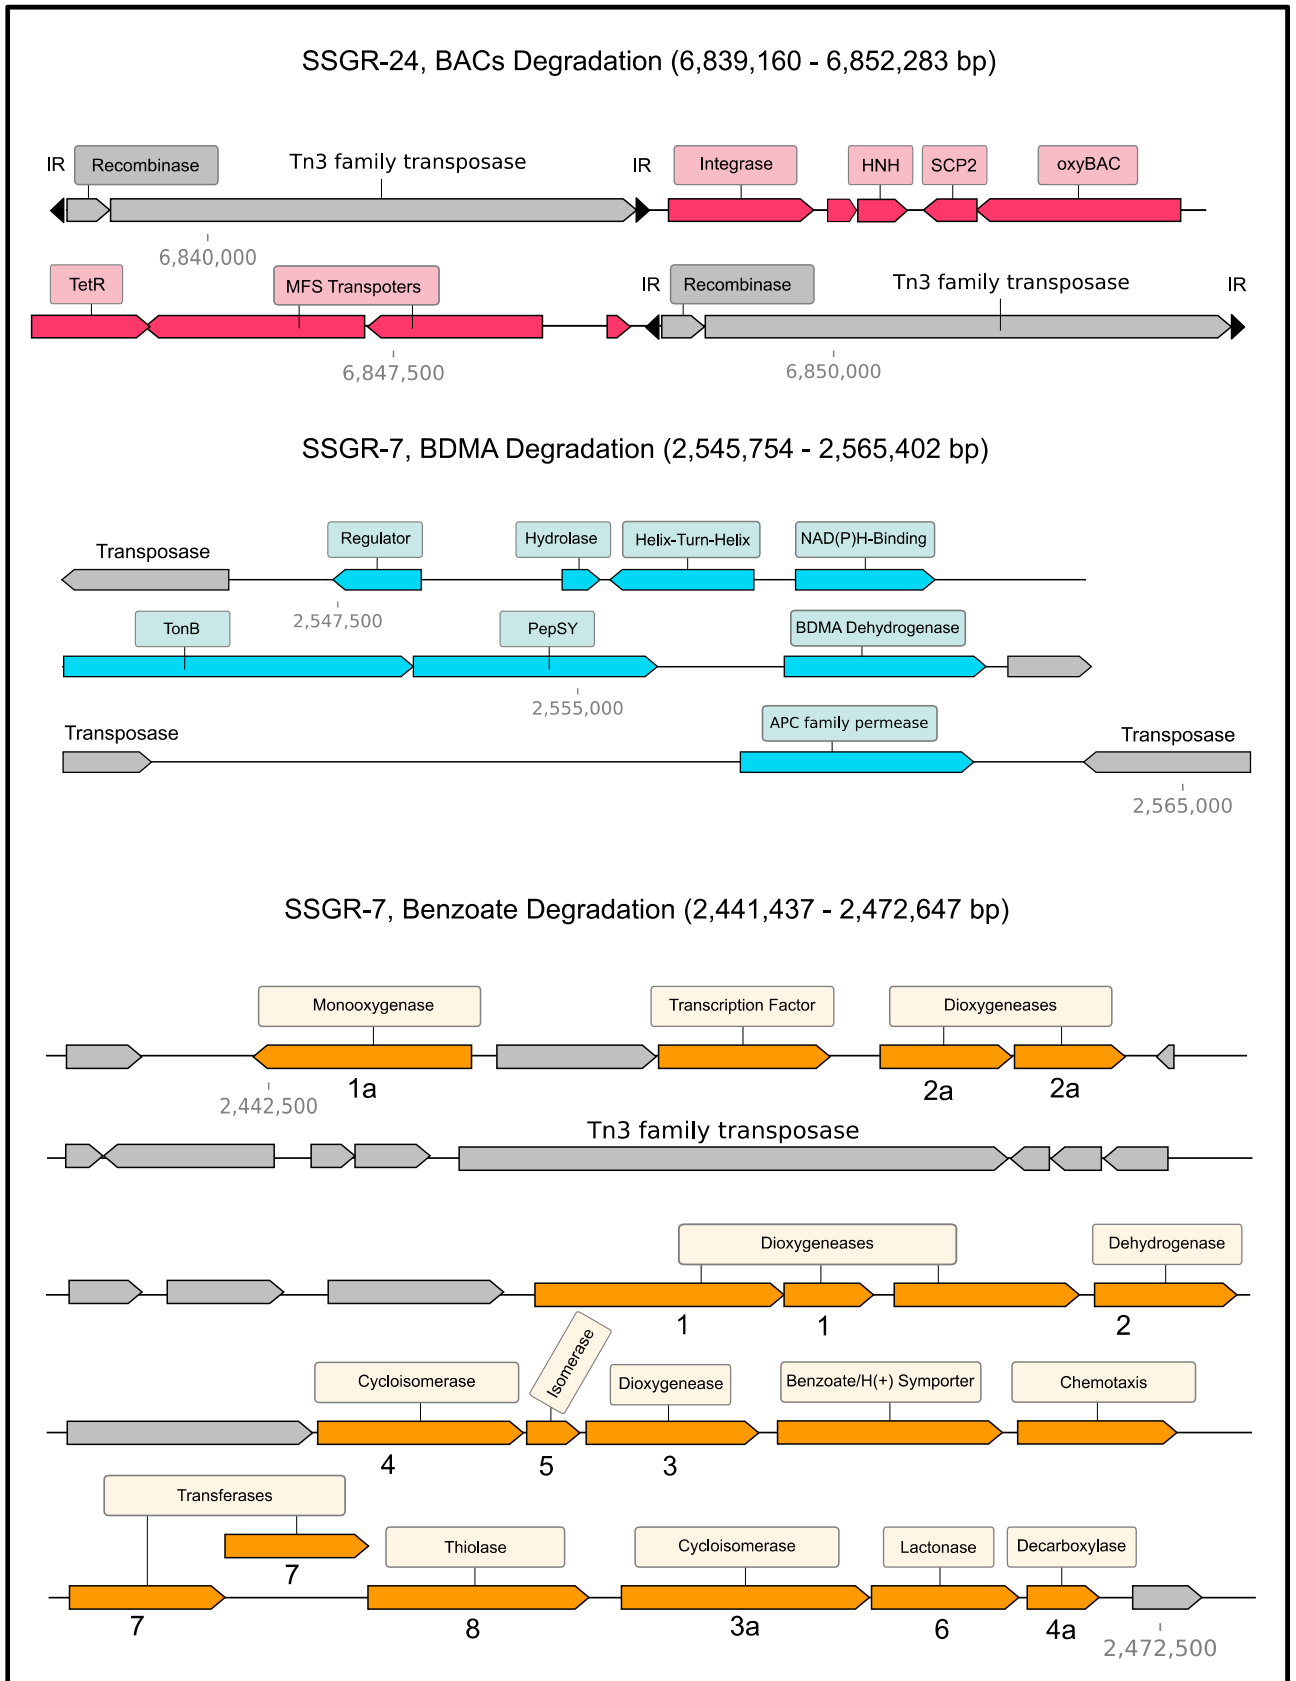 SSGR-24, BACs Degradation (6,839,160 - 6,852,283 bp)
IR Recombinase Tn3 family transposase IR Integrase HNH SCP2 oxyBAC
6,840,000
TetR MFS Transpoters IR Recombinase Tn3 family transposase IR
6,847,500 6,850,000
SSGR-7, BDMA Degradation (2,545,754 - 2,565,402 bp)
Transposase Regulator Hydrolase Helix-Turn-Helix NAD(P)H-Binding
2,547,500
TonB PepSY BDMA Dehydrogenase
2,555,000
Transposase APC family permease Transposase
2,565,000
SSGR-7, Benzoate Degradation (2,441,437 - 2,472,647 bp)
Monooxygenase Transcription Factor Dioxygeneases
1a 2a 2a
2,442,500
Tn3 family transposase
Dioxygeneases Dehydrogenase
1 1 2
Cycloisomerase Isomerase Dioxygenease Benzoate/H(+) Symporter Chemotaxis
4 5 3
Transferases
7
Thiolase Cycloisomerase Lactonase Decarboxylase
7 8 3a 6 4a
2,472,500